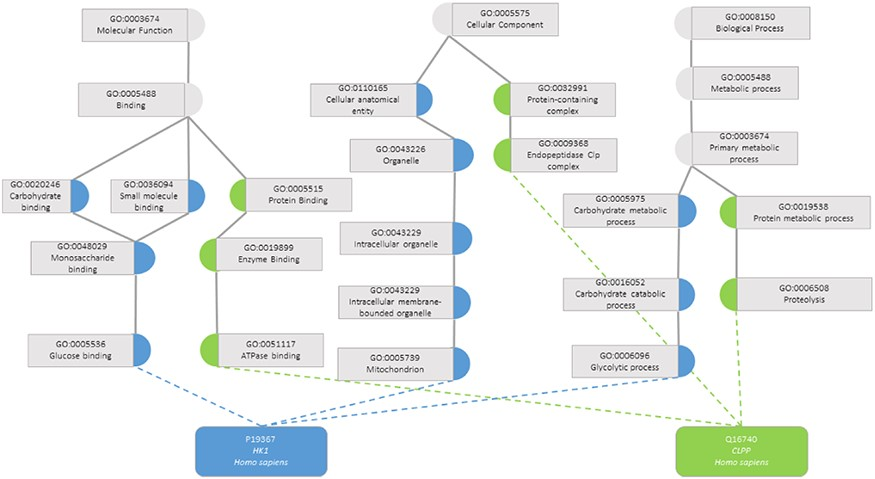 GO:0003674
Molecular Function
GO:0005488
Binding
GO:0020246
Carbohydrate
binding
GO:0036094
Small molecule
binding
GO:0005515
Protein Binding
GO:0048029
Monosaccharide
binding
GO:0019899
Enzyme Binding
GO:0005536
Glucose binding
GO:0051117
ATPase binding
GO:0005575
Cellular Component
GO:0110165
Cellular anatomical
entity
GO:0032991
Protein-containing
complex
GO:0043226
Organelle
GO:0009368
Endopeptidase Clp
complex
GO:0043229
Intracellular organelle
GO:0043229
Intracellular membrane-
bounded organelle
GO:0005739
Mitochondrion
GO:0008150
Biological Process
GO:0005488
Metabolic process
GO:0003674
Primary metabolic
process
GO:0005975
Carbohydrate metabolic
process
GO:0019538
Protein metabolic process
GO:0016052
Carbohydrate catabolic
process
GO:0006508
Proteolysis
GO:0006096
Glycolytic process
P19367
HK1
Homo sapiens
Q16740
CLPP
Homo sapiens